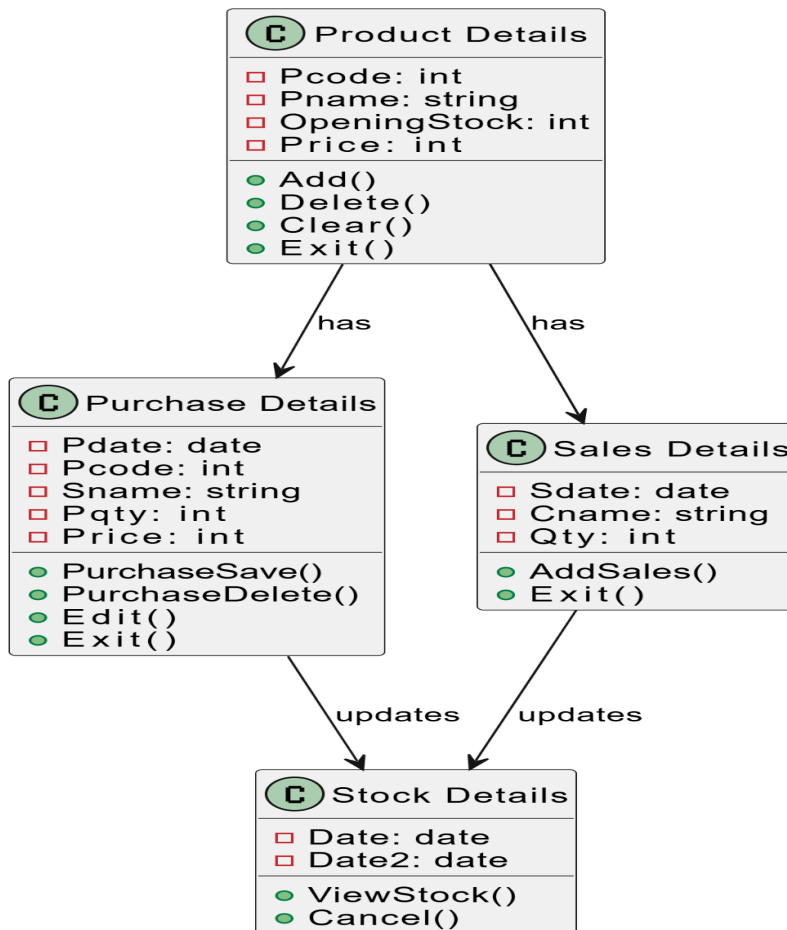 C Product Details
Pcode: int
Pname: string
OpeningStock: int
Price: int
Add()
Delete()
Clear()
Exit()
has
has
C Purchase Details
Pdate: date
Pcode: int
Sname: string
Pqty: int
Price: int
PurchaseSave()
PurchaseDelete()
Edit()
Exit()
C Sales Details
Sdate: date
Cname: string
Qty: int
AddSales()
Exit()
updates
updates
C Stock Details
Date: date
Date2: date
ViewStock()
Cancel()